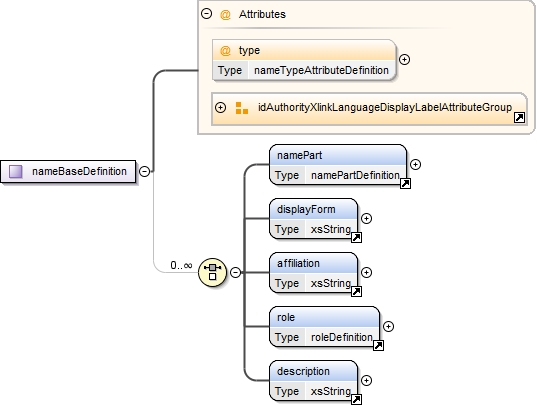 Attributes
type
Type nameTypeAttributeDefinition
idAuthorityXlinkLanguageDisplayLabelAttributeGroup
nameBaseDefinition
0..∞
namePart
Type namePartDefinition
displayForm
Type xsString
affiliation
Type xsString
role
Type roleDefinition
description
Type xsString